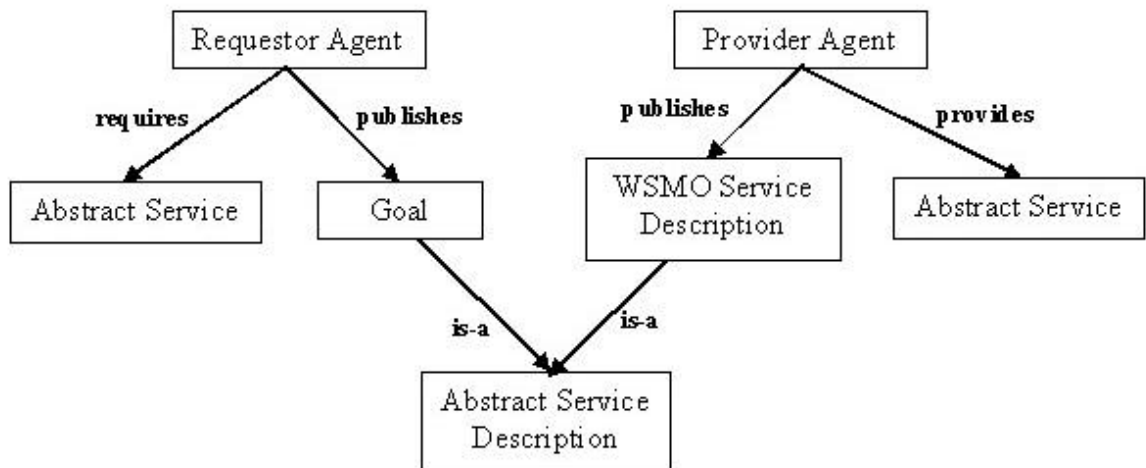 Requestor Agent
Provider Agent
requires
publishes
publishes
provides
Abstract Service
Goal
WSMO Service
Description
Abstract Service
is-a
is-a
Abstract Service
Description